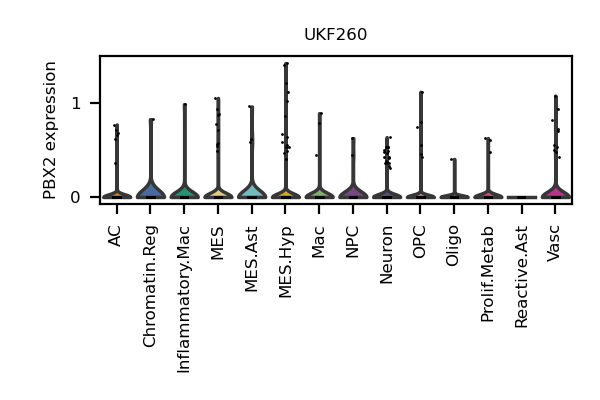 UKF260
PBX2 expression
1
0
AC
Chromatin.Reg
Inflammatory.Mac
MES
MES.Ast
MES.Hyp
Mac
NPC
Neuron
OPC
Oligo
Prolif.Metab
Reactive.Ast
Vasc